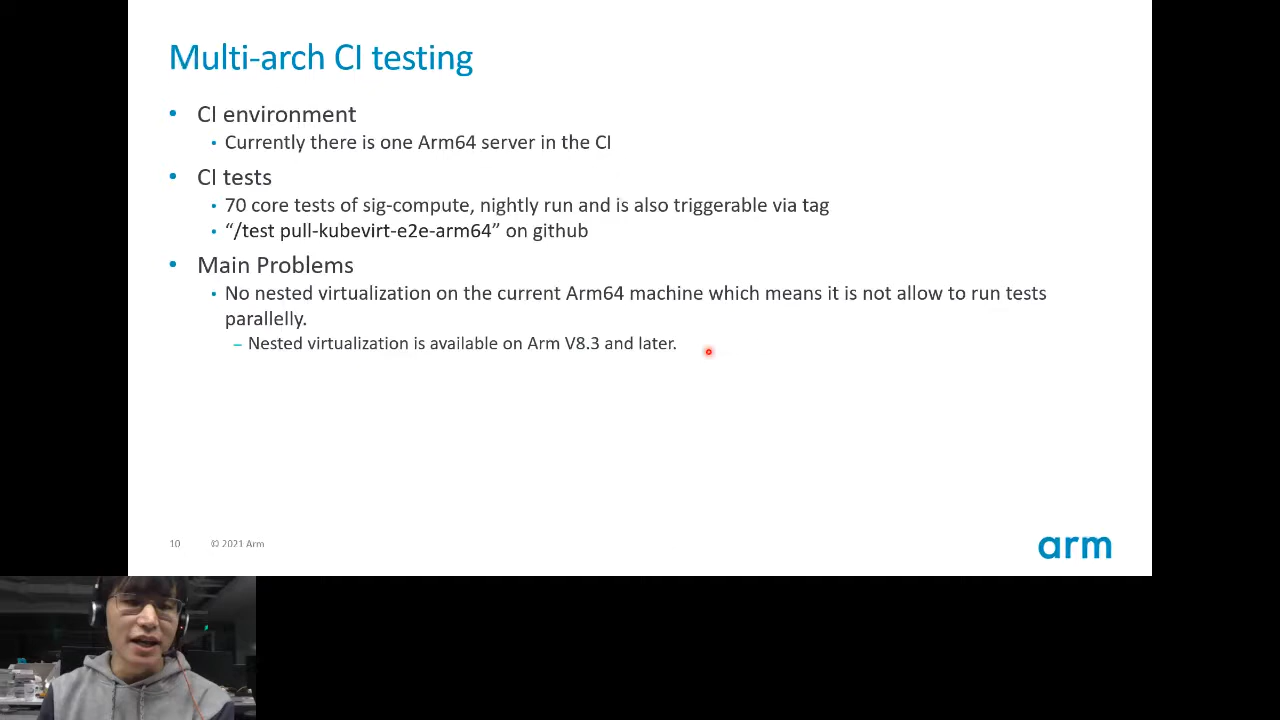 Multi-arch CI testing
• CI environment
• Currently there is one Arm64 server in the CI
• CI tests
• 70 core tests of sig-compute, nightly run and is also triggerable via tag
• “/test pull-kubevirt-e2e-arm64” on github
• Main Problems
• No nested virtualization on the current Arm64 machine which means it is not allow to run tests
parallelly.
– Nested virtualization is available on Arm V8.3 and later.
10 © 2021 Arm
arm